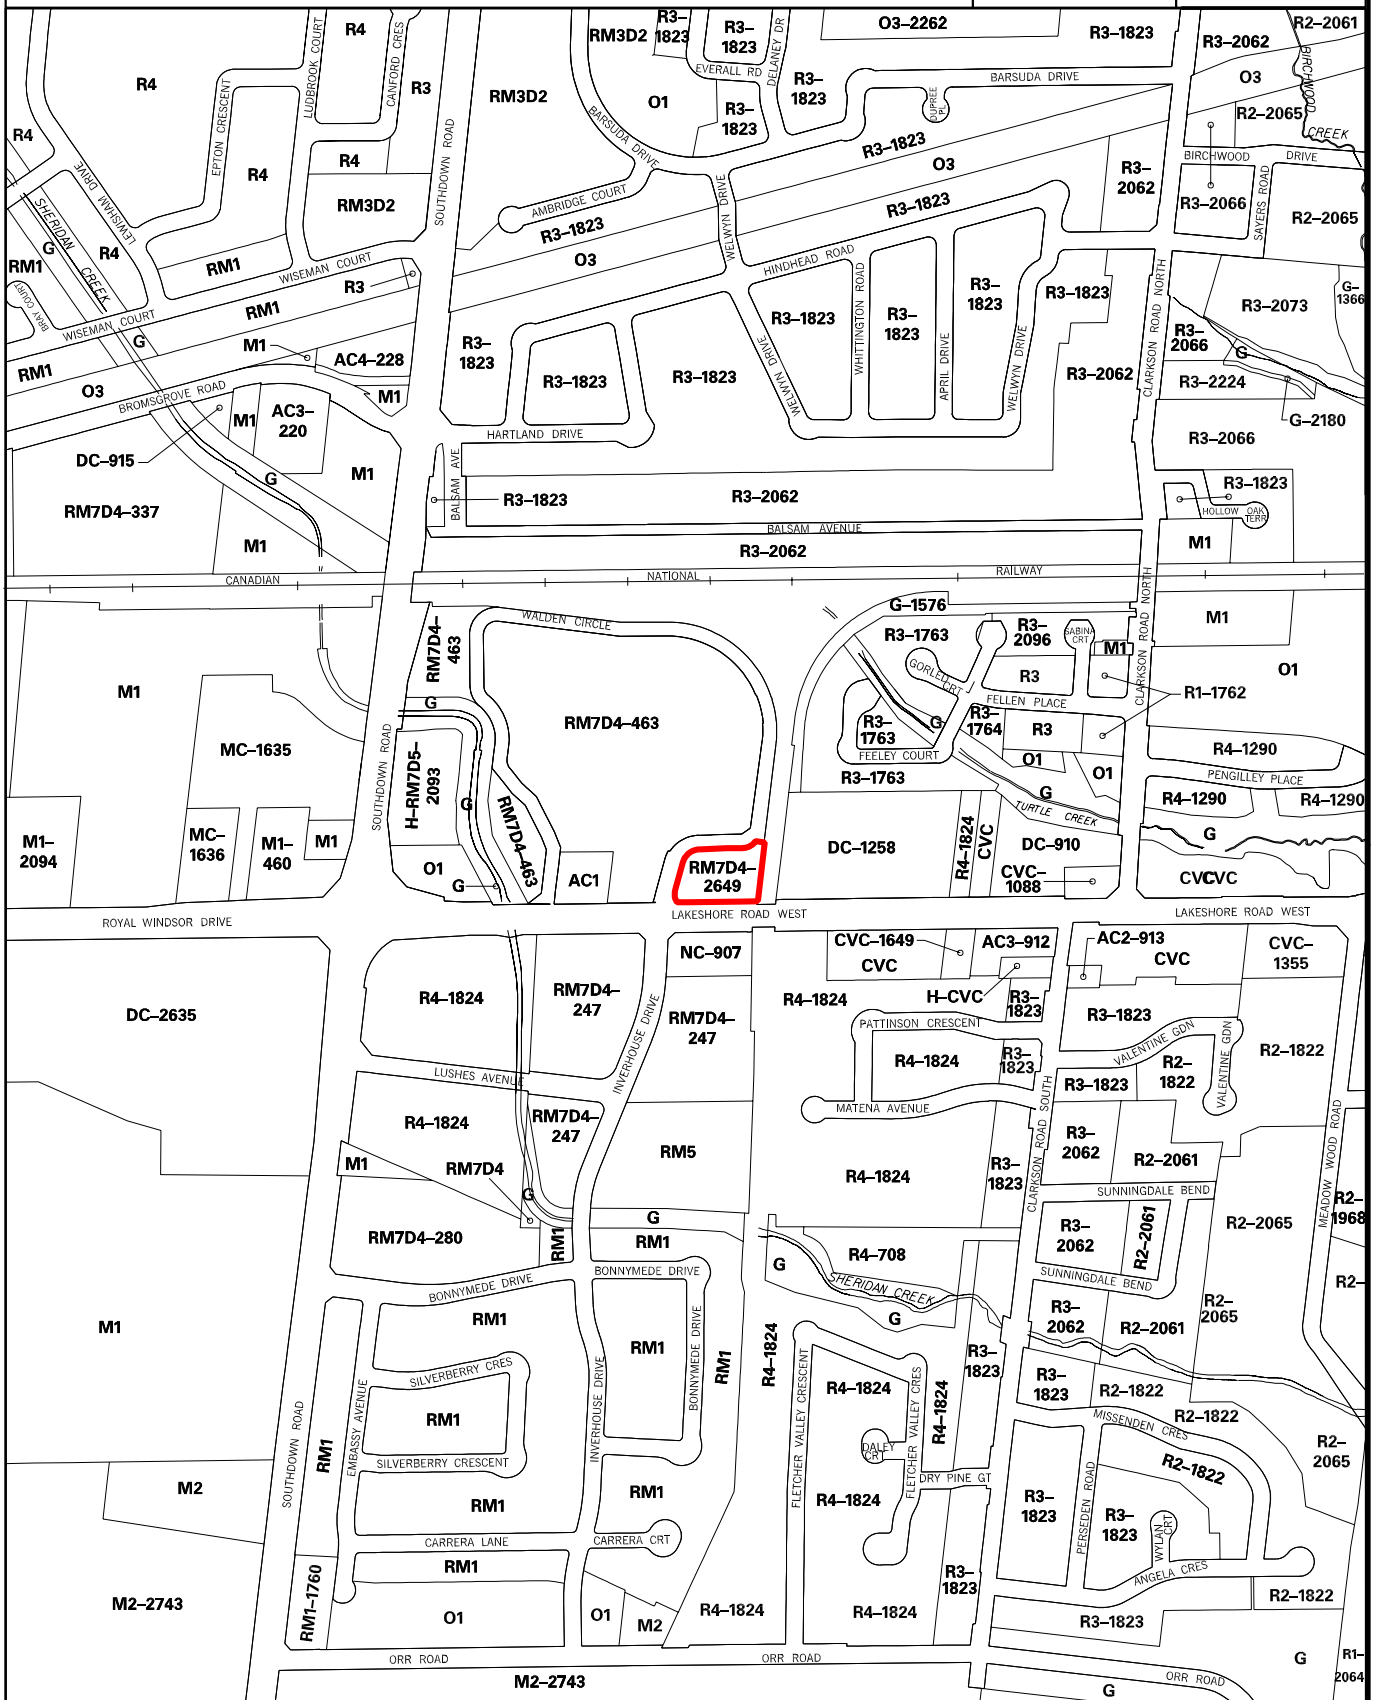 R4
R4
R4
R4
R4
R4
R3
RM3D2
RM3D2
RM3D2
R3–
1823
R3–
1823
O3–2262
R3–1823
R2–2061
R3–2062
O3
R2–2065
O1
R3–
1823
R3–
1823
R3–1823
O3
R3–1823
R3–
2062
R3–2066
R2–2065
LUDBROOK COURT
CANFORD CRES
EPTON CRESCENT
LEWISHAM DRIVE
SHERIDAN CREEK
SOUTHDOWN ROAD
BARSUDA DRIVE
EVERALL RD
DELANEY DR
BARSUDA DRIVE
DUPREE PL
BIRCHWOOD CREEK
BIRCHWOOD DRIVE
SAYERS ROAD
AMBRIDGE COURT
R3–1823
O3
WELWYN DRIVE
HINDHEAD ROAD
G
RM1
RM1
WISEMAN COURT
R3
RM1
BRAY COURT
WISEMAN COURT
G
M1
AC4–228
RM1
O3
BROMSGROVE ROAD
M1
M1
AC3–
220
DC–915
G
M1
RM7D4–337
M1
R3–
1823
R3–1823
R3–1823
R3–1823
R3–
1823
R3–
1823
R3–1823
R3–2062
WHITTINGTON ROAD
APRIL DRIVE
WELWYN DRIVE
WELWYN DRIVE
HARTLAND DRIVE
CLARKSON ROAD NORTH
R3–2073
G–
1366
R3–
2066
G
R3–2224
G–2180
R3–2066
R3–1823
HOLLOW OAK TERR
M1
BALSAM AVE
R3–1823
R3–2062
BALSAM AVENUE
R3–2062
CANADIAN NATIONAL RAILWAY
WALDEN CIRCLE
RM7D4–
463
G
RM7D4–463
M1
MC–1635
SOUTHDOWN ROAD
H–RM7D5–
2093
G
RM7D4–463
M1–
2094
MC–
1636
M1–
460
M1
O1
G
AC1
RM7D4–
2649
G–1576
R3–1763
R3–
2096
SABINA CRT
M1
CLARKSON ROAD NORTH
M1
O1
GORLEY CRT
R3
R1–1762
FELLEN PLACE
R3–
1763
G
R3–
1764
R3
FEELEY COURT
R3–1763
O1
O1
G
TURTLE CREEK
R4–1290
PENGILLEY PLACE
R4–1290
R4–1290
G
DC–1258
R4–1824
CVC
DC–910
CVC–
1088
CVC
CVC
ROYAL WINDSOR DRIVE
LAKESHORE ROAD WEST
LAKESHORE ROAD WEST
DC–2635
R4–1824
RM7D4–
247
NC–907
RM7D4–
247
INVERHOUSE DRIVE
CVC–1649
CVC
AC3–912
AC2–913
CVC
CVC–
1355
R4–1824
H–CVC
R3–
1823
R3–1823
PATTINSON CRESCENT
VALENTINE GDN
VALENTINE GDN
R2–1822
R4–1824
R3–
1823
R3–1823
R2–
1822
LUSHES AVENUE
MATENA AVENUE
R4–1824
RM7D4–
247
RM5
M1
RM7D4
G
RM7D4–280
RM1
G
RM1
R4–1824
R3–
1823
CLARKSON ROAD SOUTH
R3–
2062
R2–2061
SUNNINGDALE BEND
R3–
2062
R2–2061
R2–2065
MEADOW WOOD ROAD
R2–
1968
SUNNINGDALE BEND
R2–
R4–708
G
SHERIDAN CREEK
G
R3–
2062
R2–2061
R2–
2065
BONNYMEDE DRIVE
BONNYMEDE DRIVE
M1
RM1
RM1
BONNYMEDE DRIVE
RM1
R4–1824
R3–
1823
SILVERBERRY CRES
EMBASSY AVENUE
RM1
RM1
INVERHOUSE DRIVE
SILVERBERRY CRESCENT
FLETCHER VALLEY CRESCENT
R4–1824
FLETCHER VALLEY CRES
R4–1824
DALEY CRT
DRY PINE GT
R3–
1823
R2–1822
MISSENDEN CRES
R2–1822
R2–
2065
R2–1822
SOUTHDOWN ROAD
M2
RM1
RM1
R4–1824
R3–
1823
PERSEDEN ROAD
R3–
1823
WYLAN CRT
CARRERA LANE
CARRERA CRT
RM1
RM1–1760
M2–2743
O1
O1
M2
R4–1824
R4–1824
R3–
1823
ANGELA CRES
R2–1822
R3–1823
ORR ROAD
ORR ROAD
ORR ROAD
M2–2743
G
G
R1–
2064